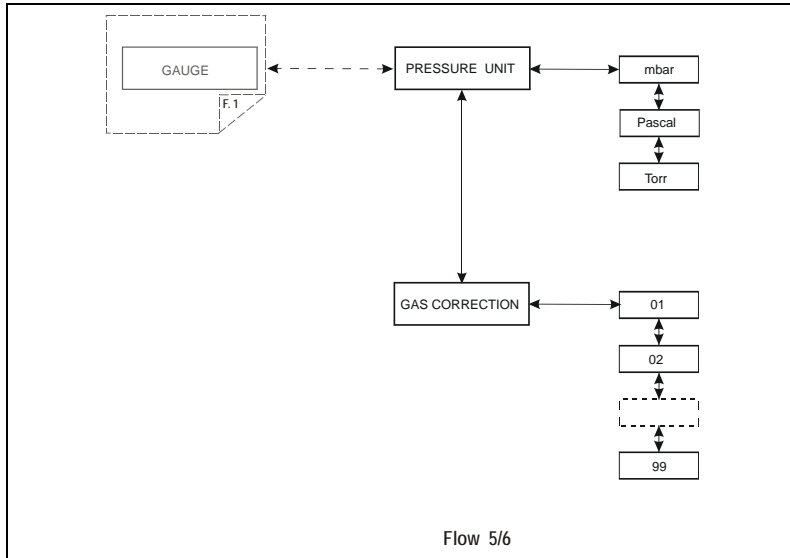 GAUGE
F. 1
PRESSURE UNIT
mbar
Pascal
Torr
GAS CORRECTION
01
02
99
Flow 5/6